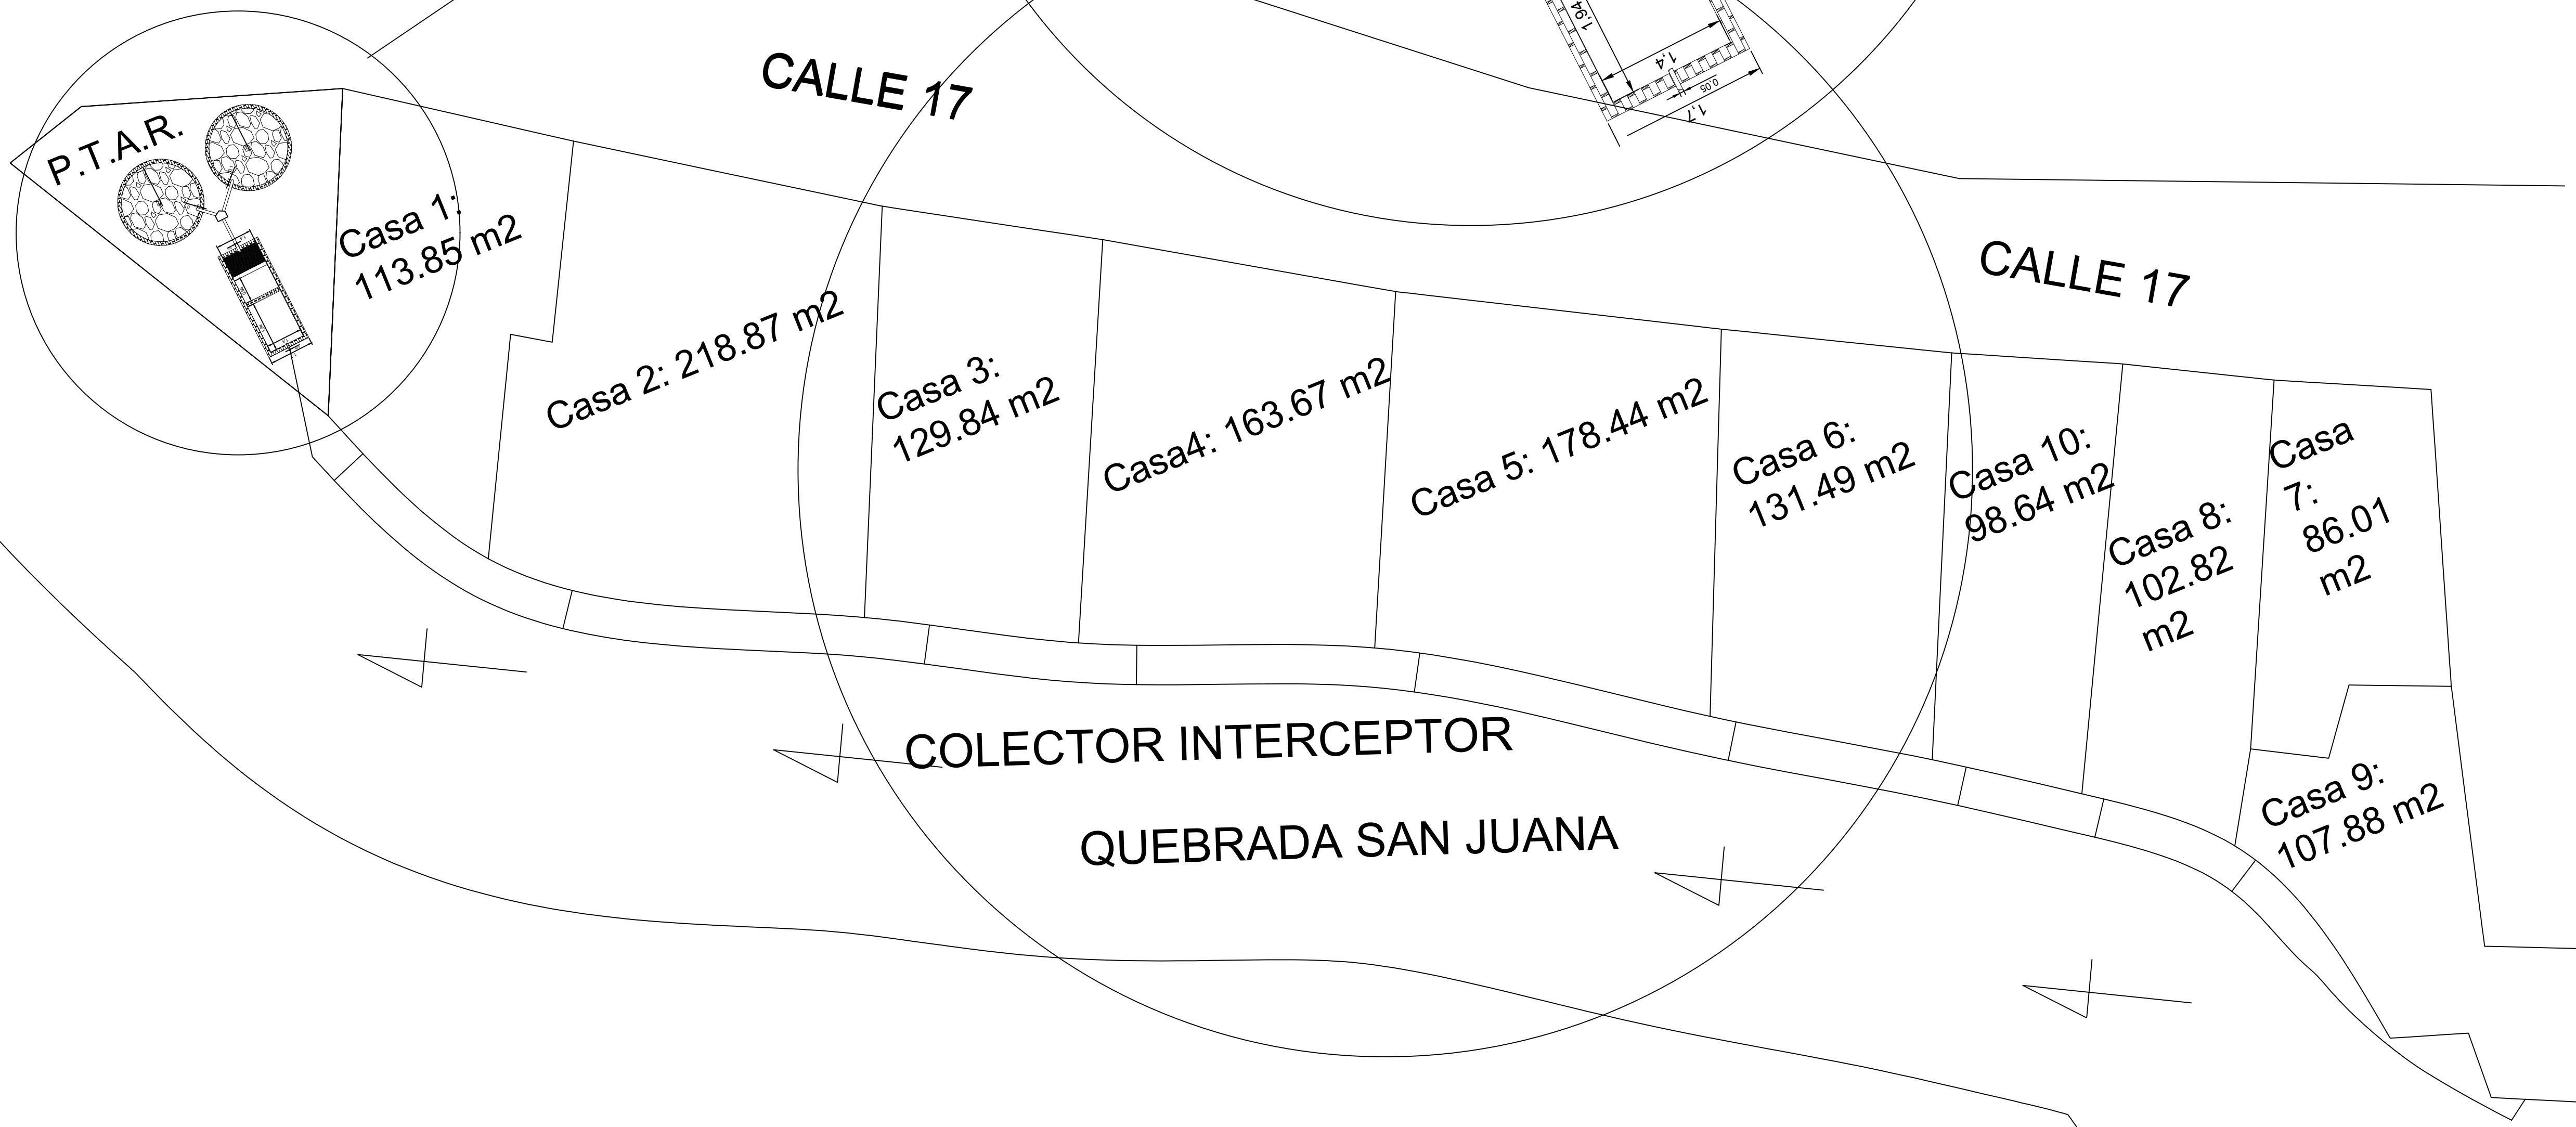 CALLE 17
1,94
1,4
0,05
1,7
P.T.A.R.
Casa 1:
113.85 m2
Casa 2: 218.87 m2
Casa 3:
129.84 m2
Casa4: 163.67 m2
Casa 5: 178.44 m2
CALLE 17
Casa 6:
131.49 m2
Casa 10:
98.64 m2
Casa 8:
102.82
m2
Casa
7:
86.01
m2
Casa 9:
107.88 m2
COLECTOR INTERCEPTOR
QUEBRADA SAN JUANA